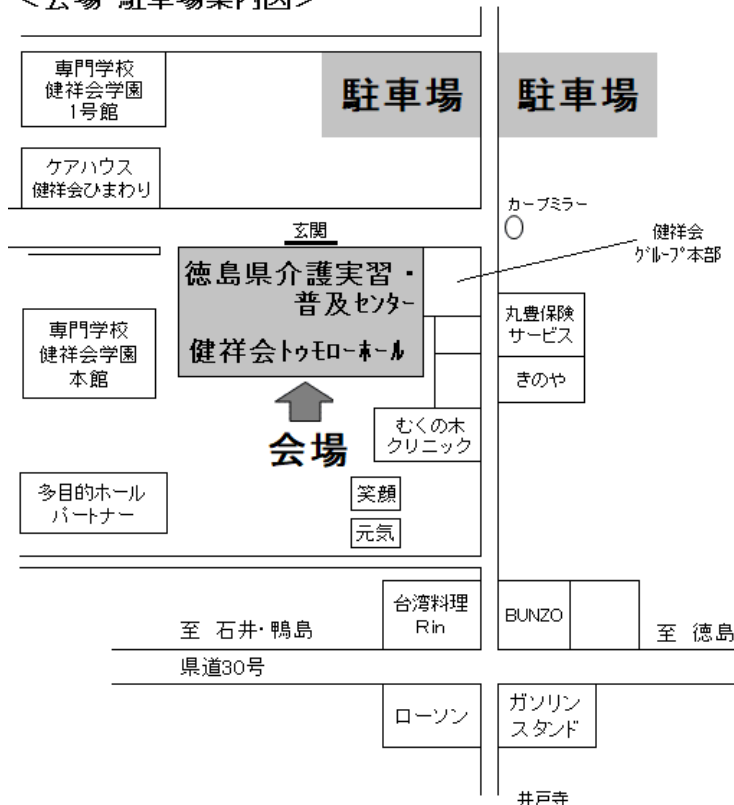 ＜会場・駐車場案内図＞
専門学校
健祥会学園
1号館
駐車場
駐車場
ケアハウス
健祥会ひまわり
カーブミラー
玄関
健祥会
ｸﾞﾙｰﾌﾟ本部
徳島県介護実習・
普及ｾﾝﾀｰ
健祥会ﾄｩﾓﾛｰﾎｰﾙ
丸豊保険
サービス
専門学校
健祥会学園
本館
きのや
会場
むくの木
クリニック
多目的ホール
パートナー
笑顔
元気
台湾料理
Rin
BUNZO
至 石井・鴨島
至 徳島
県道30号
ローソン
ガソリン
スタンド
井戸寺